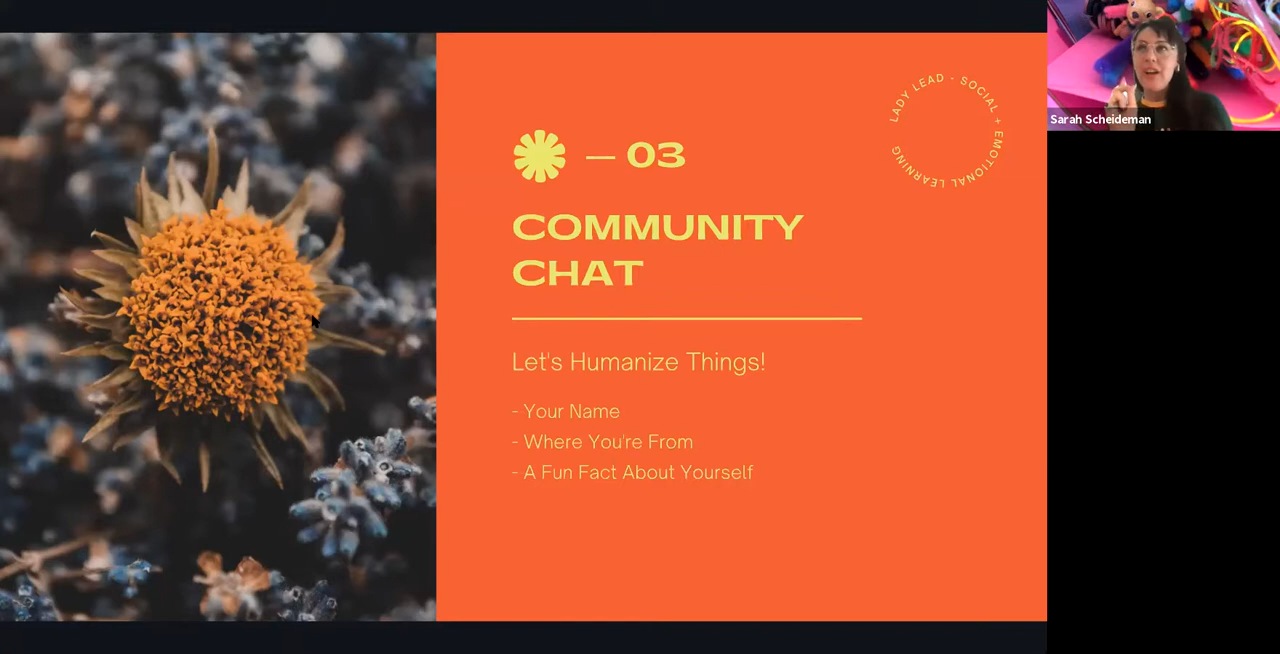 — 03
COMMUNITY
CHAT
Let's Humanize Things!
- Your Name
- Where You're From
- A Fun Fact About Yourself
LADY LEAD - SOCIAL + EMOTIONAL LEARNING
Sarah Scheideman